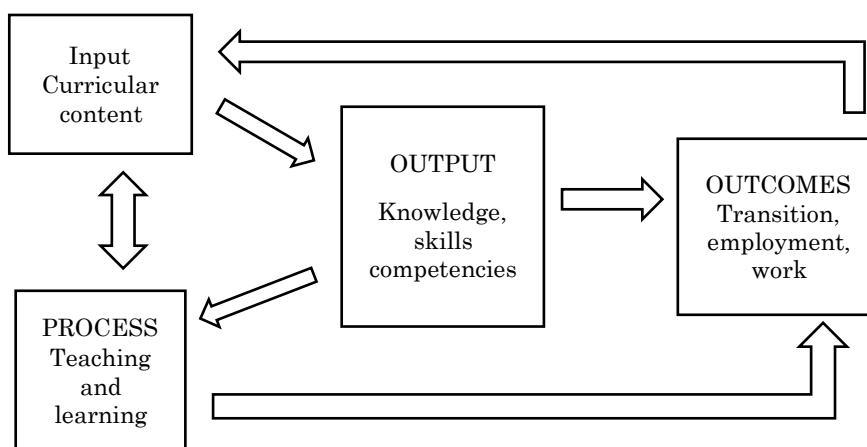 Input
Curricular
content
OUTPUT
Knowledge,
skills
competencies
OUTCOMES
Transition,
employment,
work
PROCESS
Teaching
and
learning